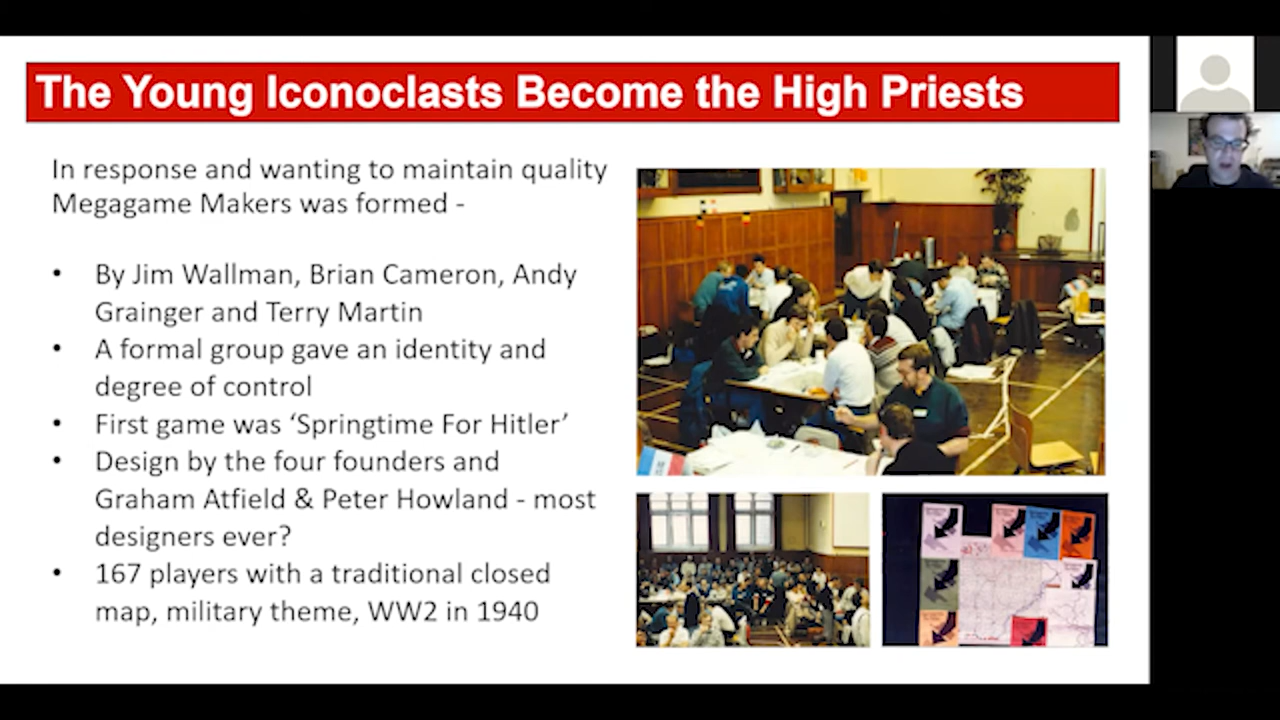 The Young Iconoclasts Become the High Priests
In response and wanting to maintain quality
Megagame Makers was formed -
• By Jim Wallman, Brian Cameron, Andy
Grainger and Terry Martin
• A formal group gave an identity and
degree of control
• First game was ‘Springtime For Hitler’
• Design by the four founders and
Graham Atfield & Peter Howland - most
designers ever?
• 167 players with a traditional closed
map, military theme, WW2 in 1940